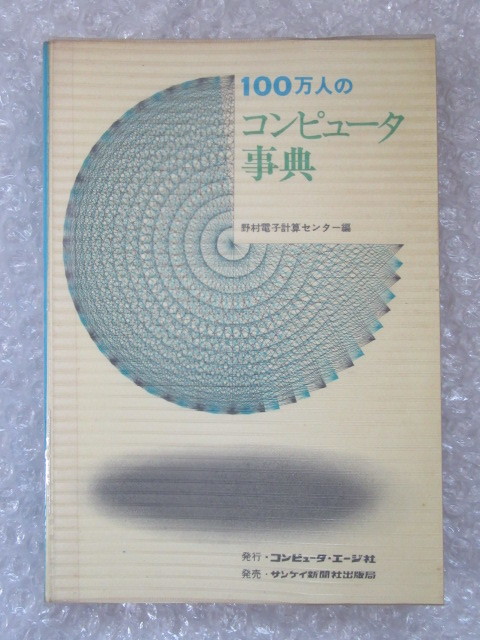 100万人の
コンピュータ
事典
野村電子計算センター編
発行・コンピュータ・エージ社
発売・サンケイ新聞社出版局